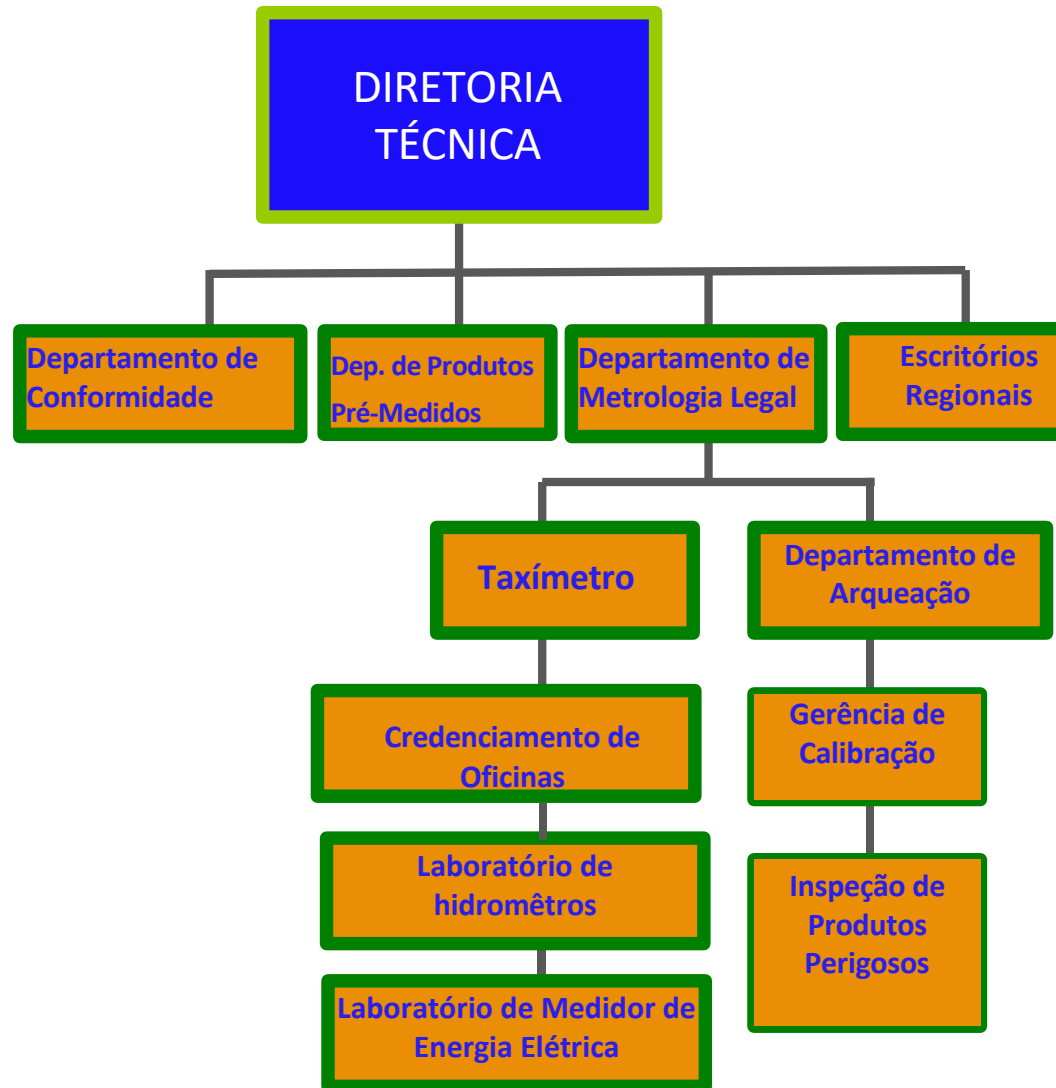 DIRETORIA
TÉCNICA
Departamento de
Conformidade
Dep. de Produtos
Pré-Medidos
Departamento de
Metrologia Legal
Escritórios
Regionais
Taxímetro
Departamento de
Arqueação
Credenciamento de
Oficinas
Gerência de
Calibração
Laboratório de
hidromêtros
Inspeção de
Produtos
Perigosos
Laboratório de Medidor de
Energia Elétrica